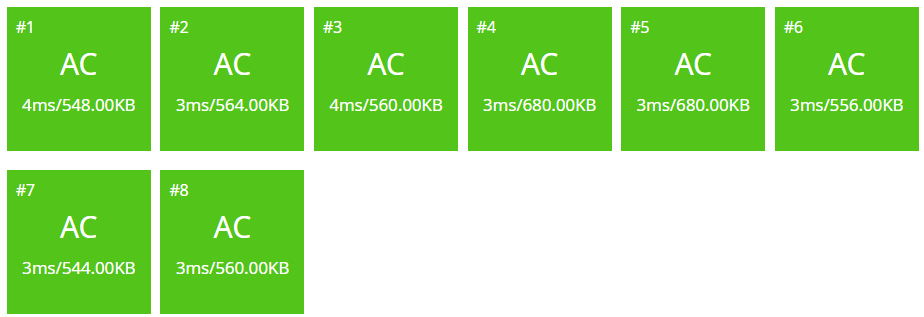 #1
AC
4ms/548.00KB
#2
AC
3ms/564.00KB
#3
AC
4ms/560.00KB
#4
AC
3ms/680.00KB
#5
AC
3ms/680.00KB
#6
AC
3ms/556.00KB
#7
AC
3ms/544.00KB
#8
AC
3ms/560.00KB